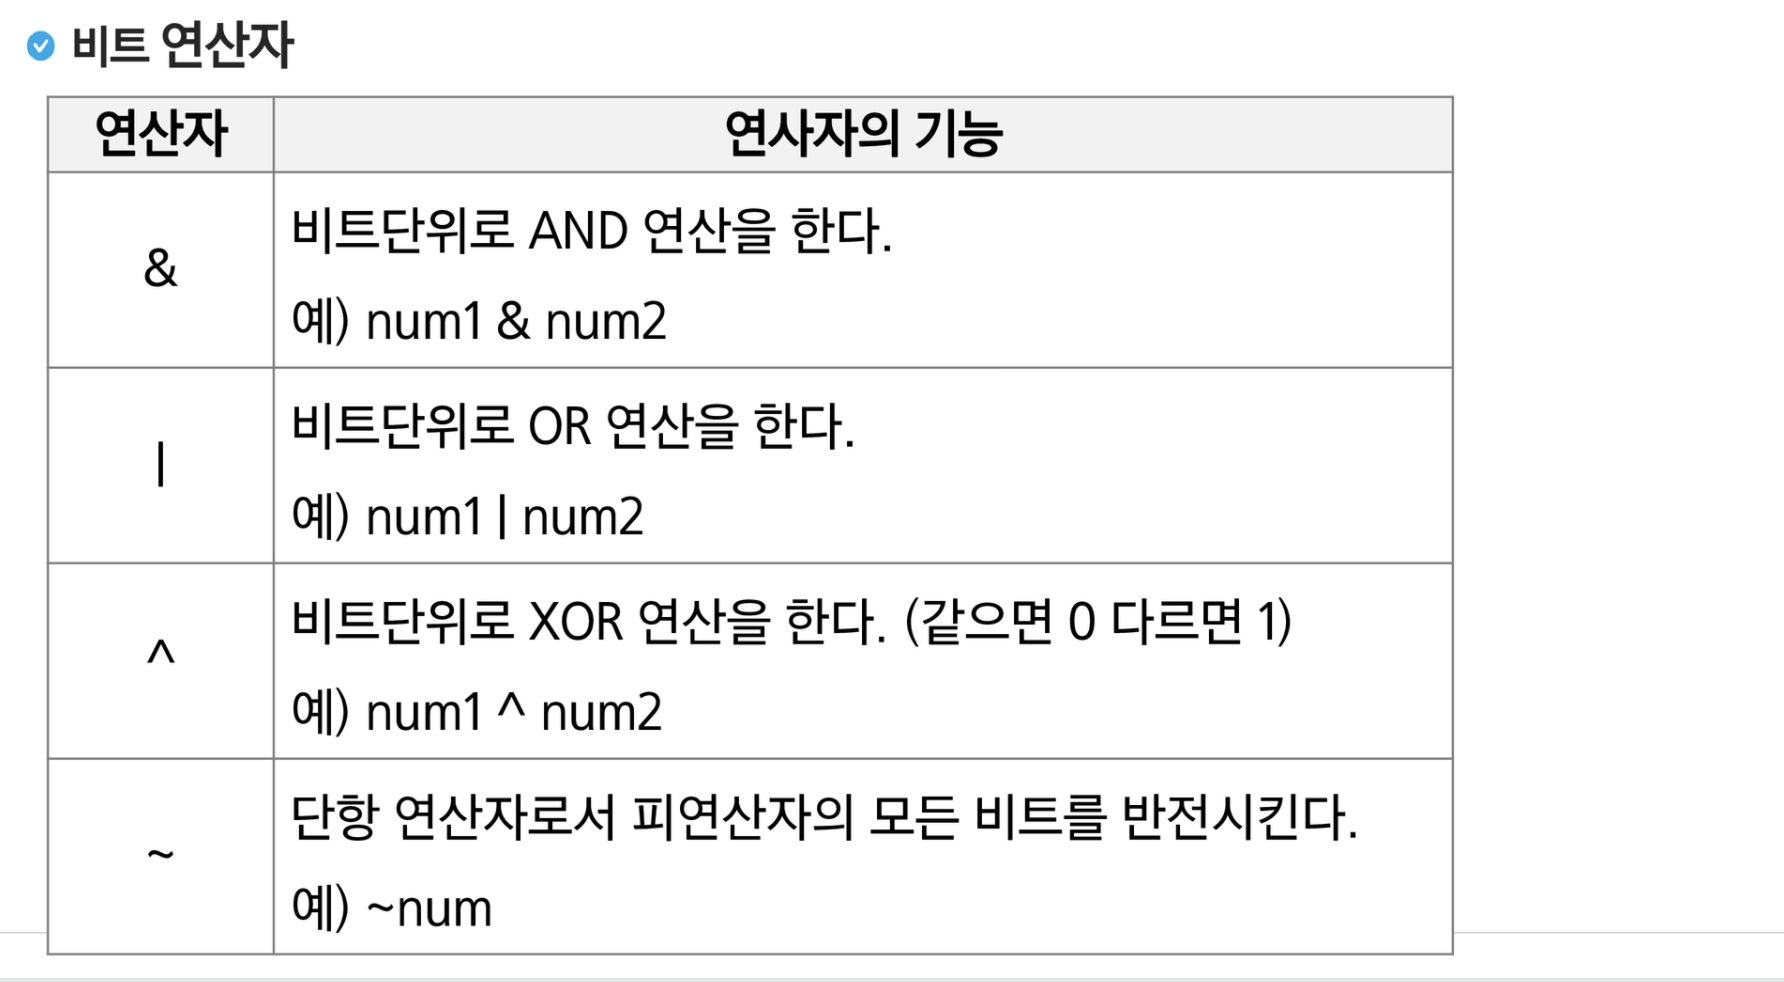 비트 연산자
연산자 연사자의 기능
&
비트단위로 AND 연산을 한다.
예) num1 & num2
|
비트단위로 OR 연산을 한다.
예) num1 | num2
^
비트단위로 XOR 연산을 한다. (같으면 0 다르면 1)
예) num1 ^ num2
~
단항 연산자로서 피연산자의 모든 비트를 반전시킨다.
예) ~num